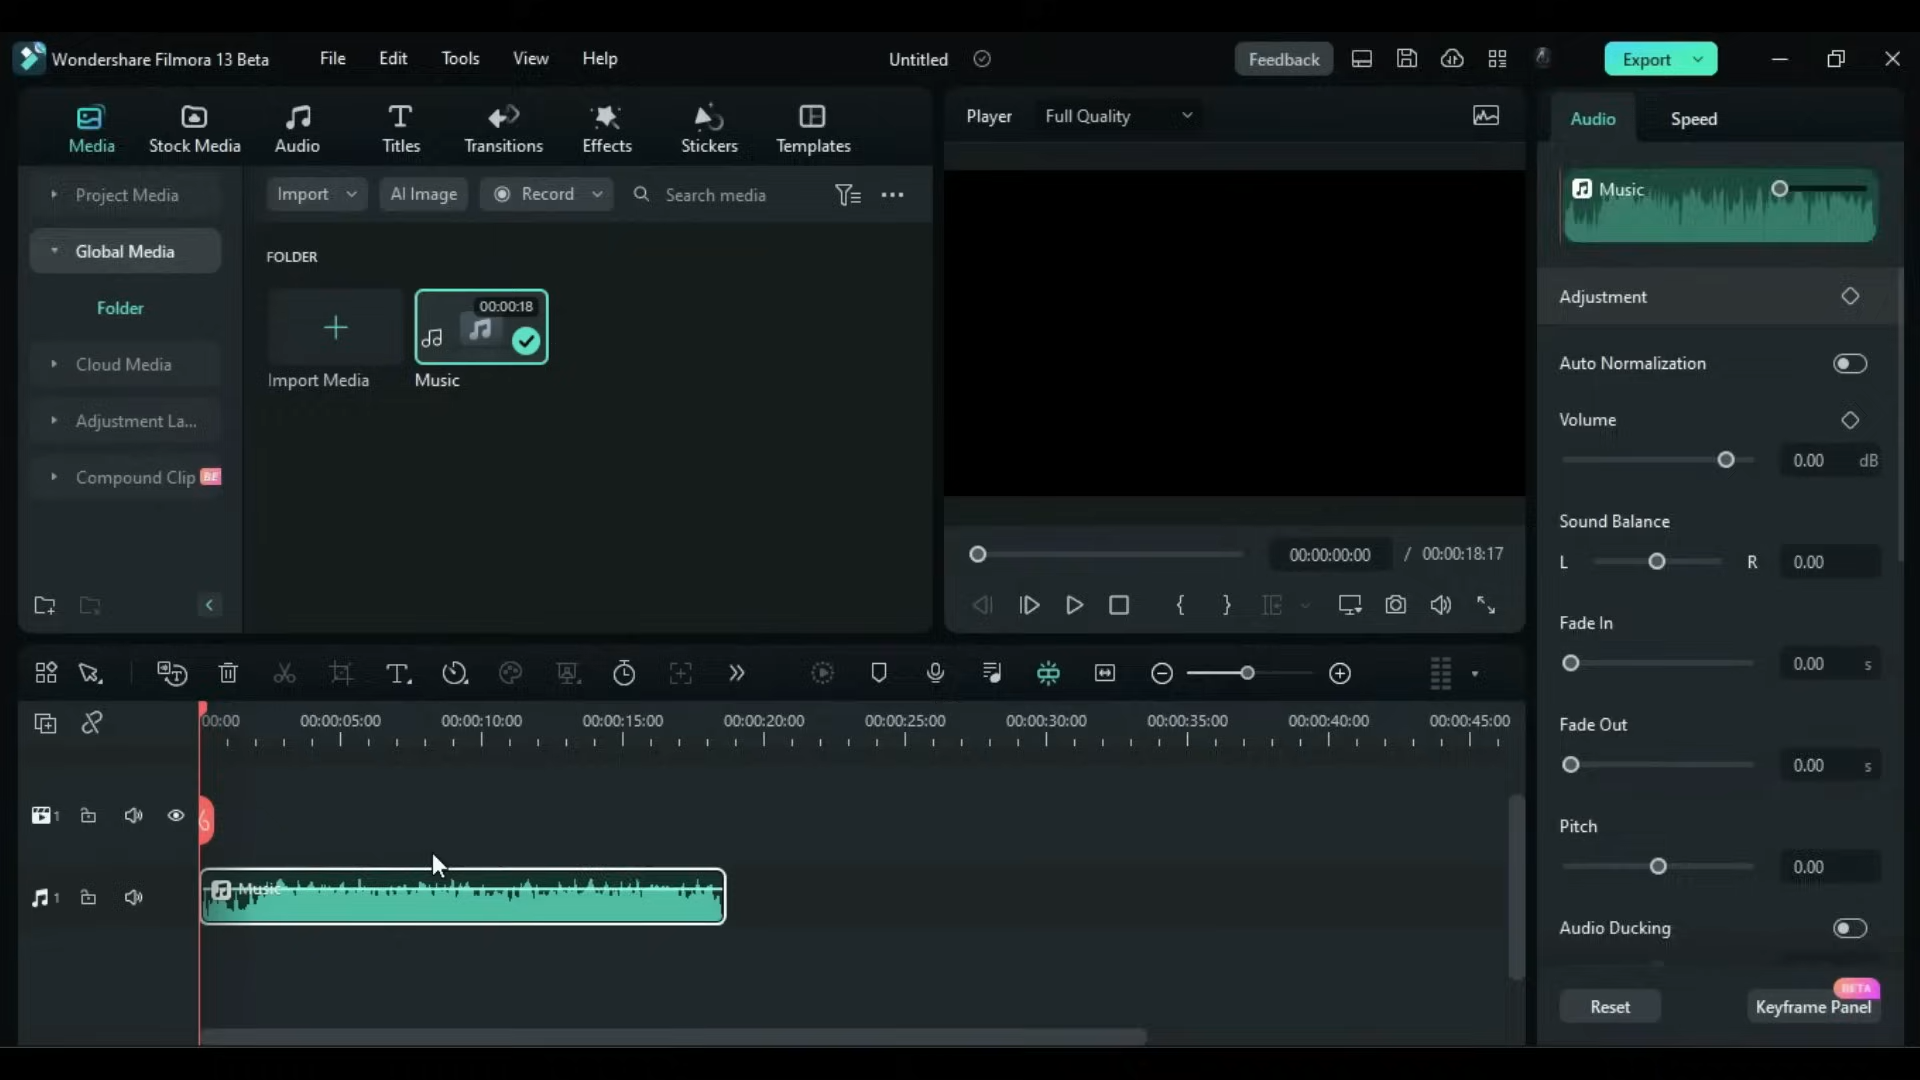 Wondershare Filmora 13 Beta
File
Edit
Tools
View
Help
Untitled
Feedback
Export
Media
Stock Media
Audio
Titles
Transitions
Effects
Stickers
Templates
Player
Full Quality
Audio
Speed
Project Media
Import
AI Image
Record
Search media
Music
Global Media
FOLDER
Folder
00:00:18
Import Media
Music
Cloud Media
Adjustment La...
Compound Clip BE
Adjustment
Auto Normalization
Volume
0.00 dB
Sound Balance
L
R
0.00
00:00:00:00 / 00:00:18:17
Fade In
0.00 s
Fade Out
0.00 s
Pitch
0.00
Audio Ducking
BETA
Reset
Keyframe Panel
00:00
00:00:05:00
00:00:10:00
00:00:15:00
00:00:20:00
00:00:25:00
00:00:30:00
00:00:35:00
00:00:40:00
00:00:45:00
1
1
Music